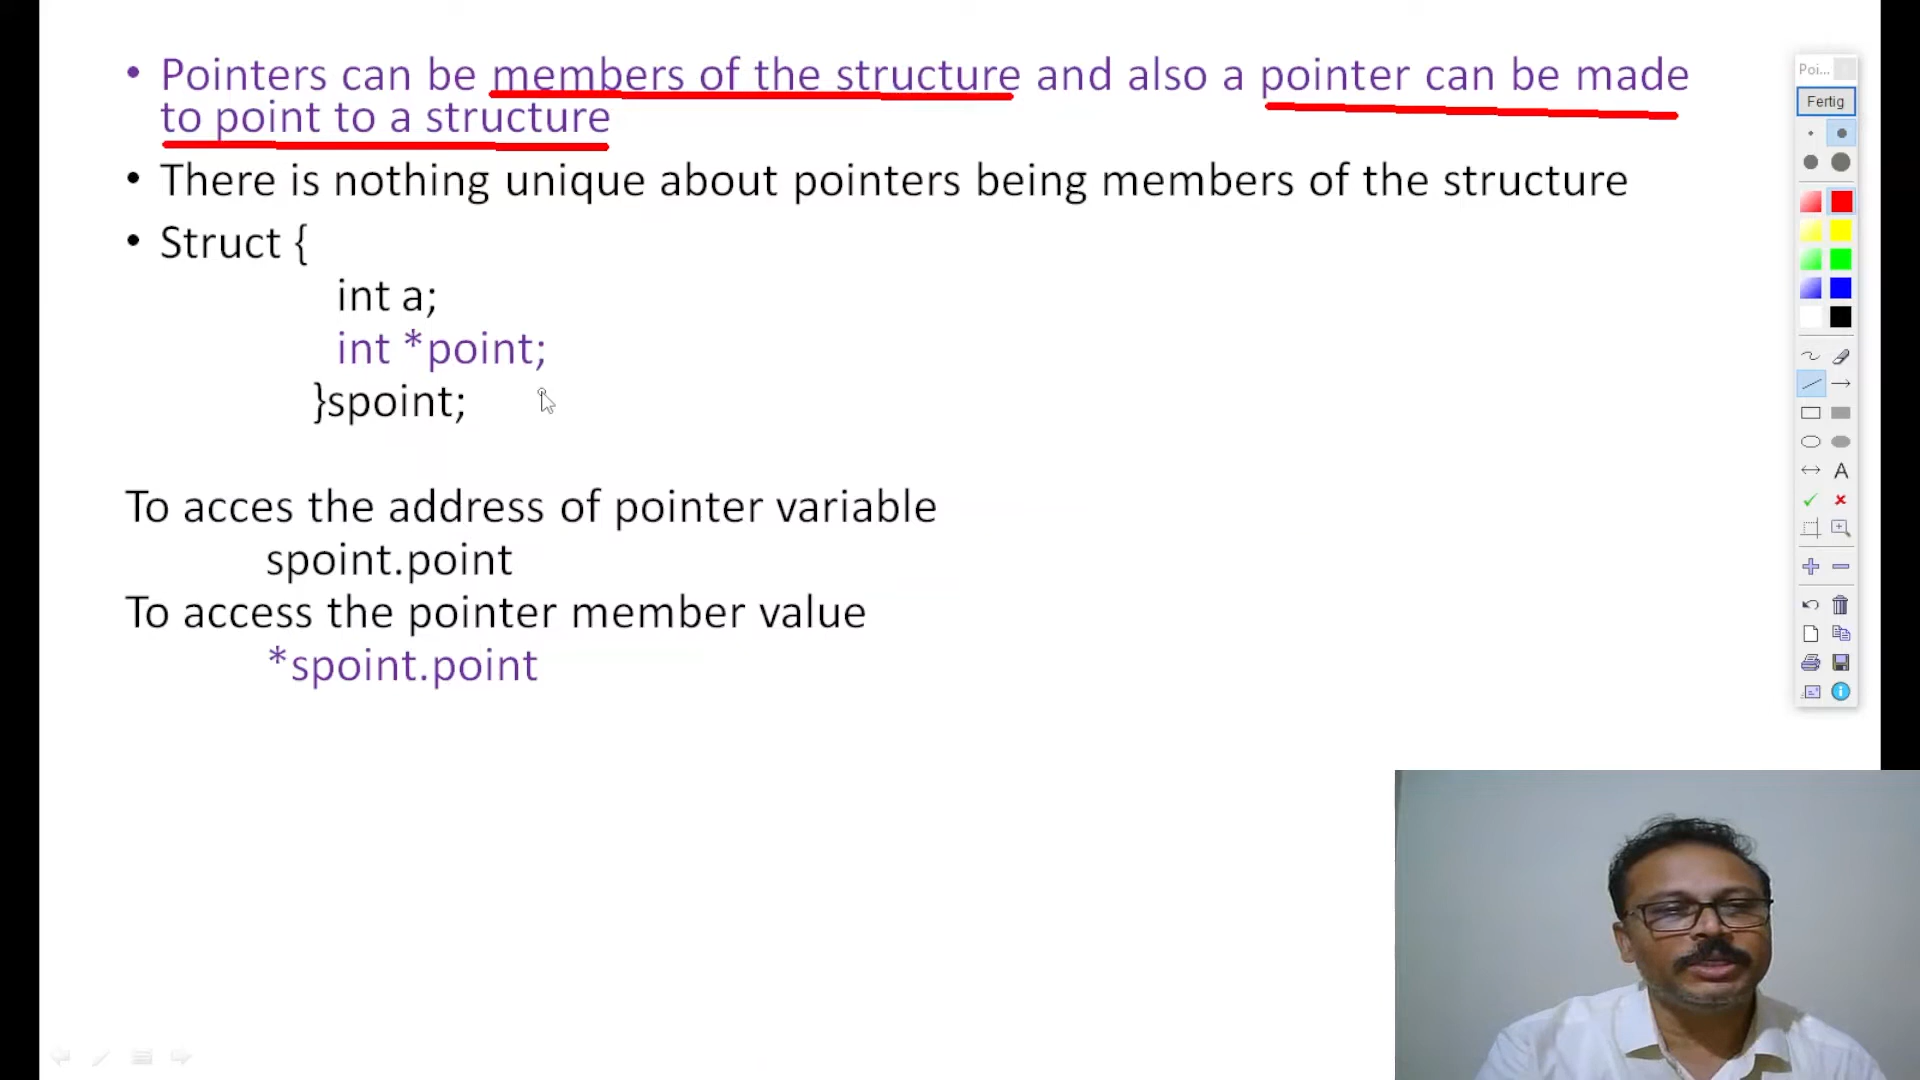 • Pointers can be members of the structure and also a pointer can be made
to point to a structure
• There is nothing unique about pointers being members of the structure
• Struct {
int a;
int *point;
}spoint;
To acces the address of pointer variable
spoint.point
To access the pointer member value
*spoint.point
Poi...
Fertig
A